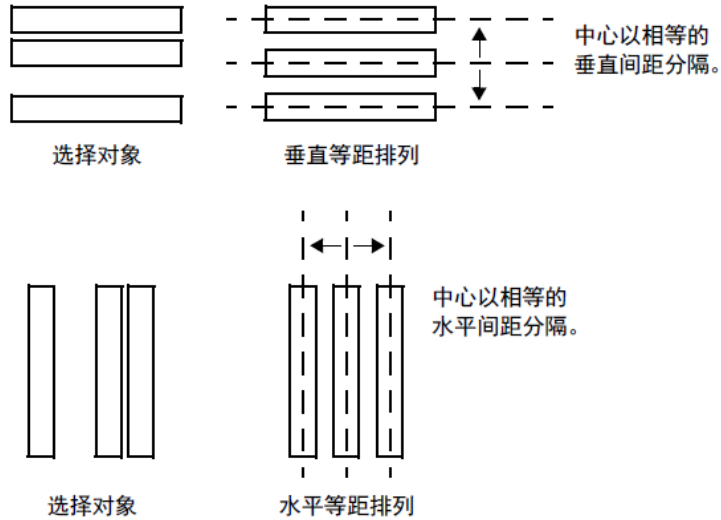 中心以相等的
垂直间距分隔。
选择对象
垂直等距排列
中心以相等的
水平间距分隔。
选择对象
水平等距排列